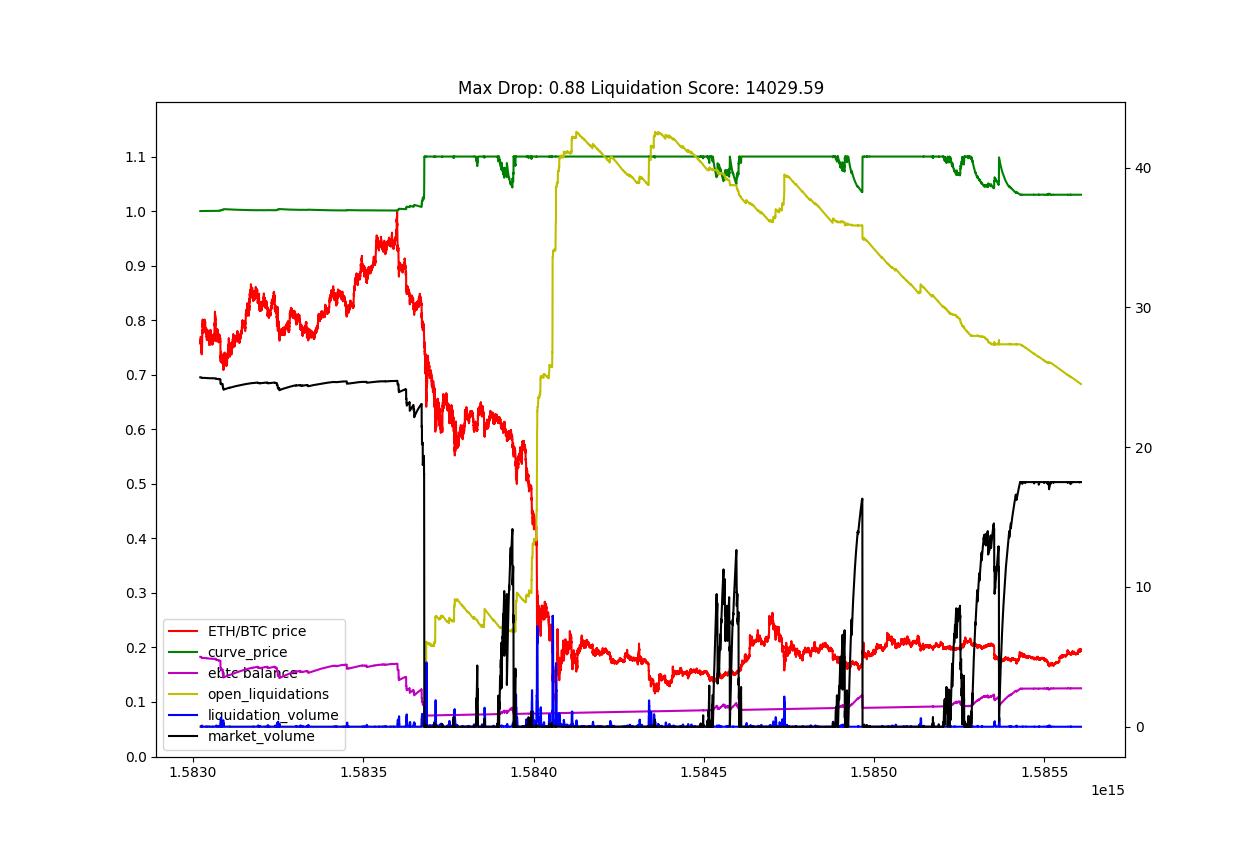 Max Drop: 0.88 Liquidation Score: 14029.59
1.1
1.0
0.9
0.8
0.7
0.6
0.5
0.4
0.3
0.2
0.1
0.0
40
30
20
10
0
ETH/BTC price
curve_price
ebtc balance
open_liquidations
liquidation_volume
market_volume
1.5830
1.5835
1.5840
1.5845
1.5850
1.5855
1e15